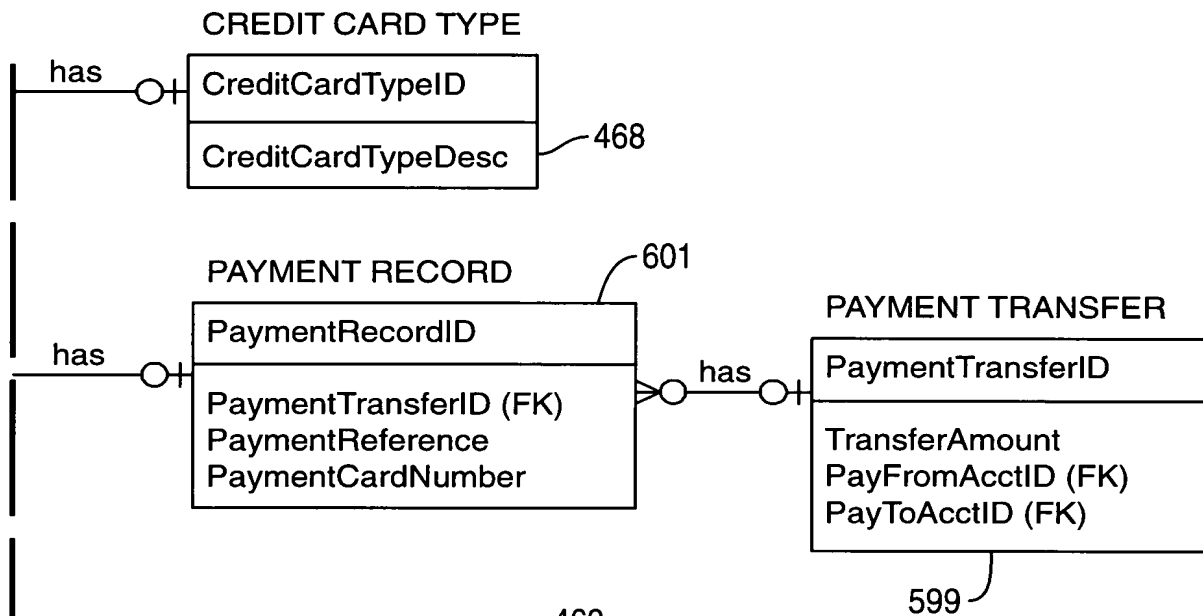 CREDIT CARD TYPE
has
CreditCardTypeID
CreditCardTypeDesc
468
601
PAYMENT RECORD
PAYMENT TRANSFER
has
PaymentRecordID
has
PaymentTransferID
PaymentTransferID (FK)
PaymentReference
PaymentCardNumber
TransferAmount
PayFromAcctID (FK)
PayToAcctID (FK)
599